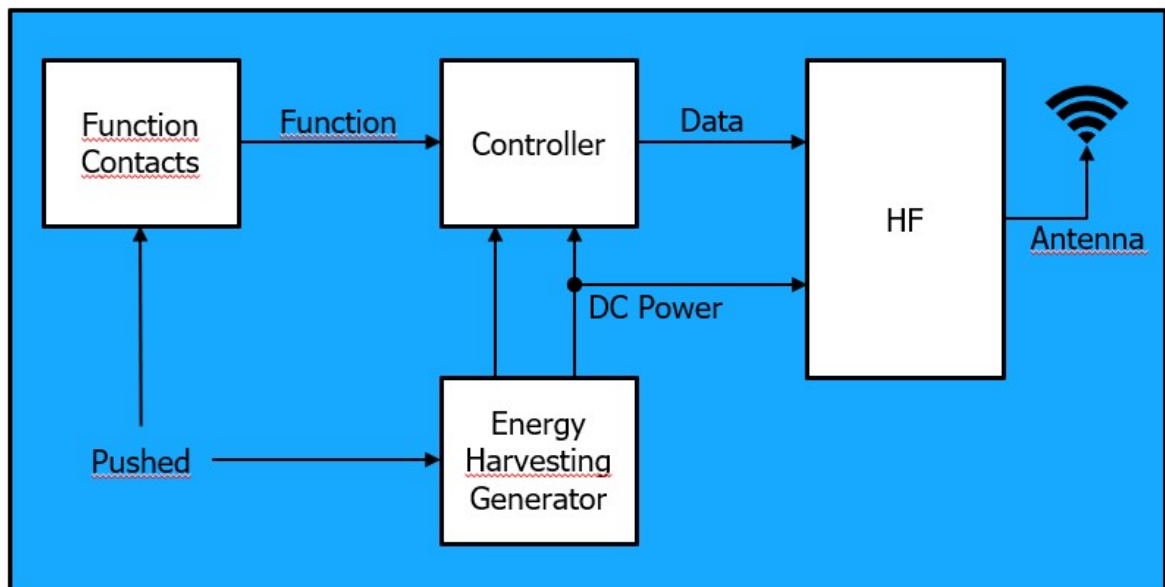 Function
Contacts
Function
Controller
Data
HF
Antenna
DC Power
Pushed
Energy
Harvesting
Generator